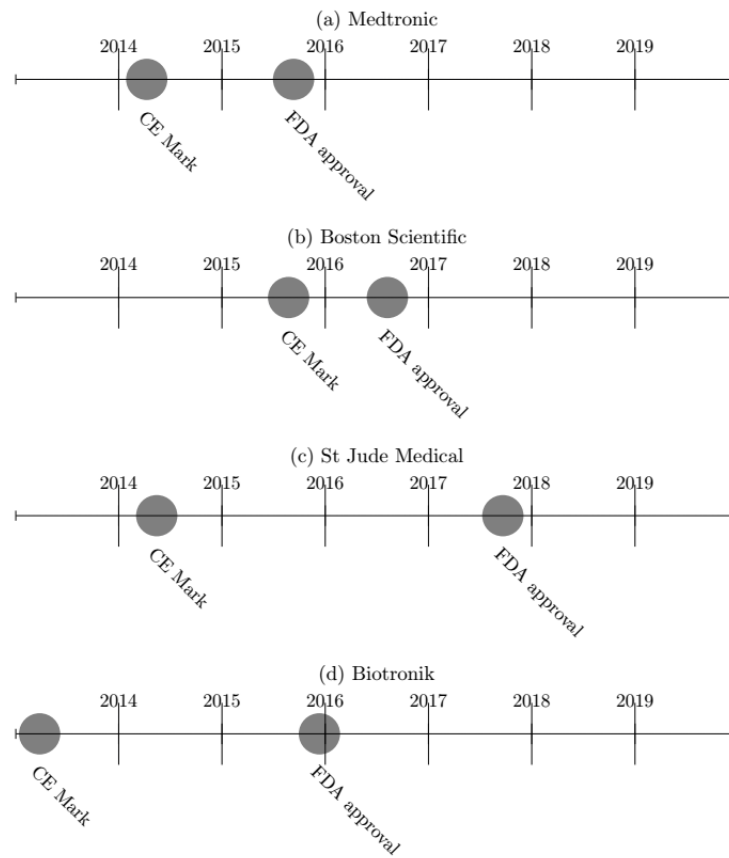 (a) Medtronic
2014 2015 2016 2017 2018 2019
CE Mark
FDA approval
(b) Boston Scientific
2014 2015 2016 2017 2018 2019
CE Mark
FDA approval
(c) St Jude Medical
2014 2015 2016 2017 2018 2019
CE Mark
FDA approval
(d) Biotronik
2014 2015 2016 2017 2018 2019
CE Mark
FDA approval